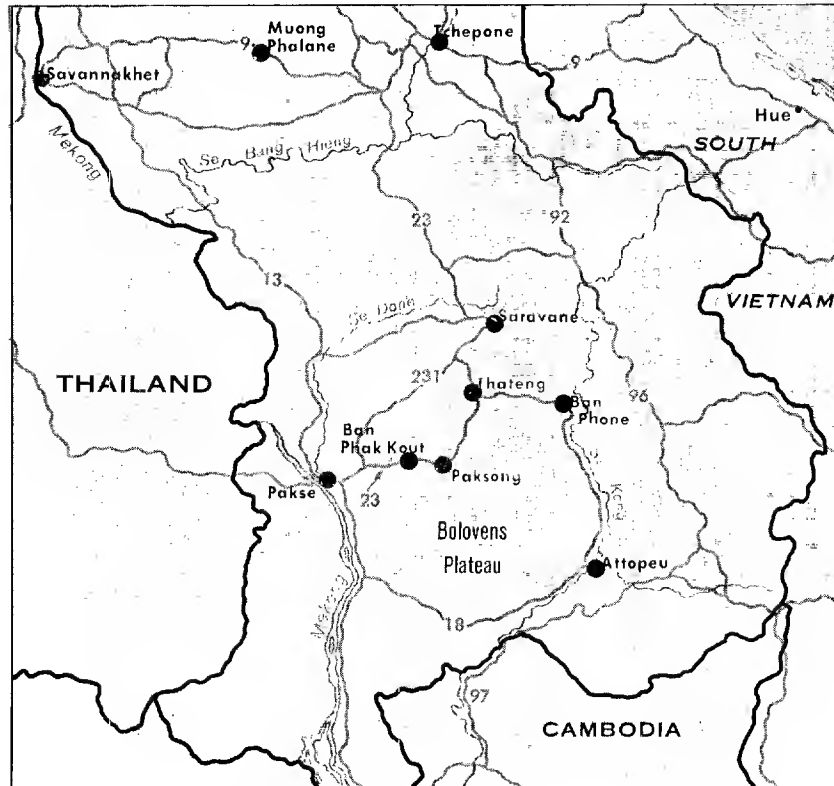 Muong
Phalane
9
Tchepone
Savannakhet
9
Hue
Mekong
Se Bang Hieng
SOUTH
23
92
13
VIETNAM
Se Dong
Saravane
THAILAND
231
Thateng
96
Ban
Phone
Ban
Phak Kout
Paksong
Pakse
23
Kong
Bolovens
Plateau
Attopeu
Mekong
18
97
CAMBODIA